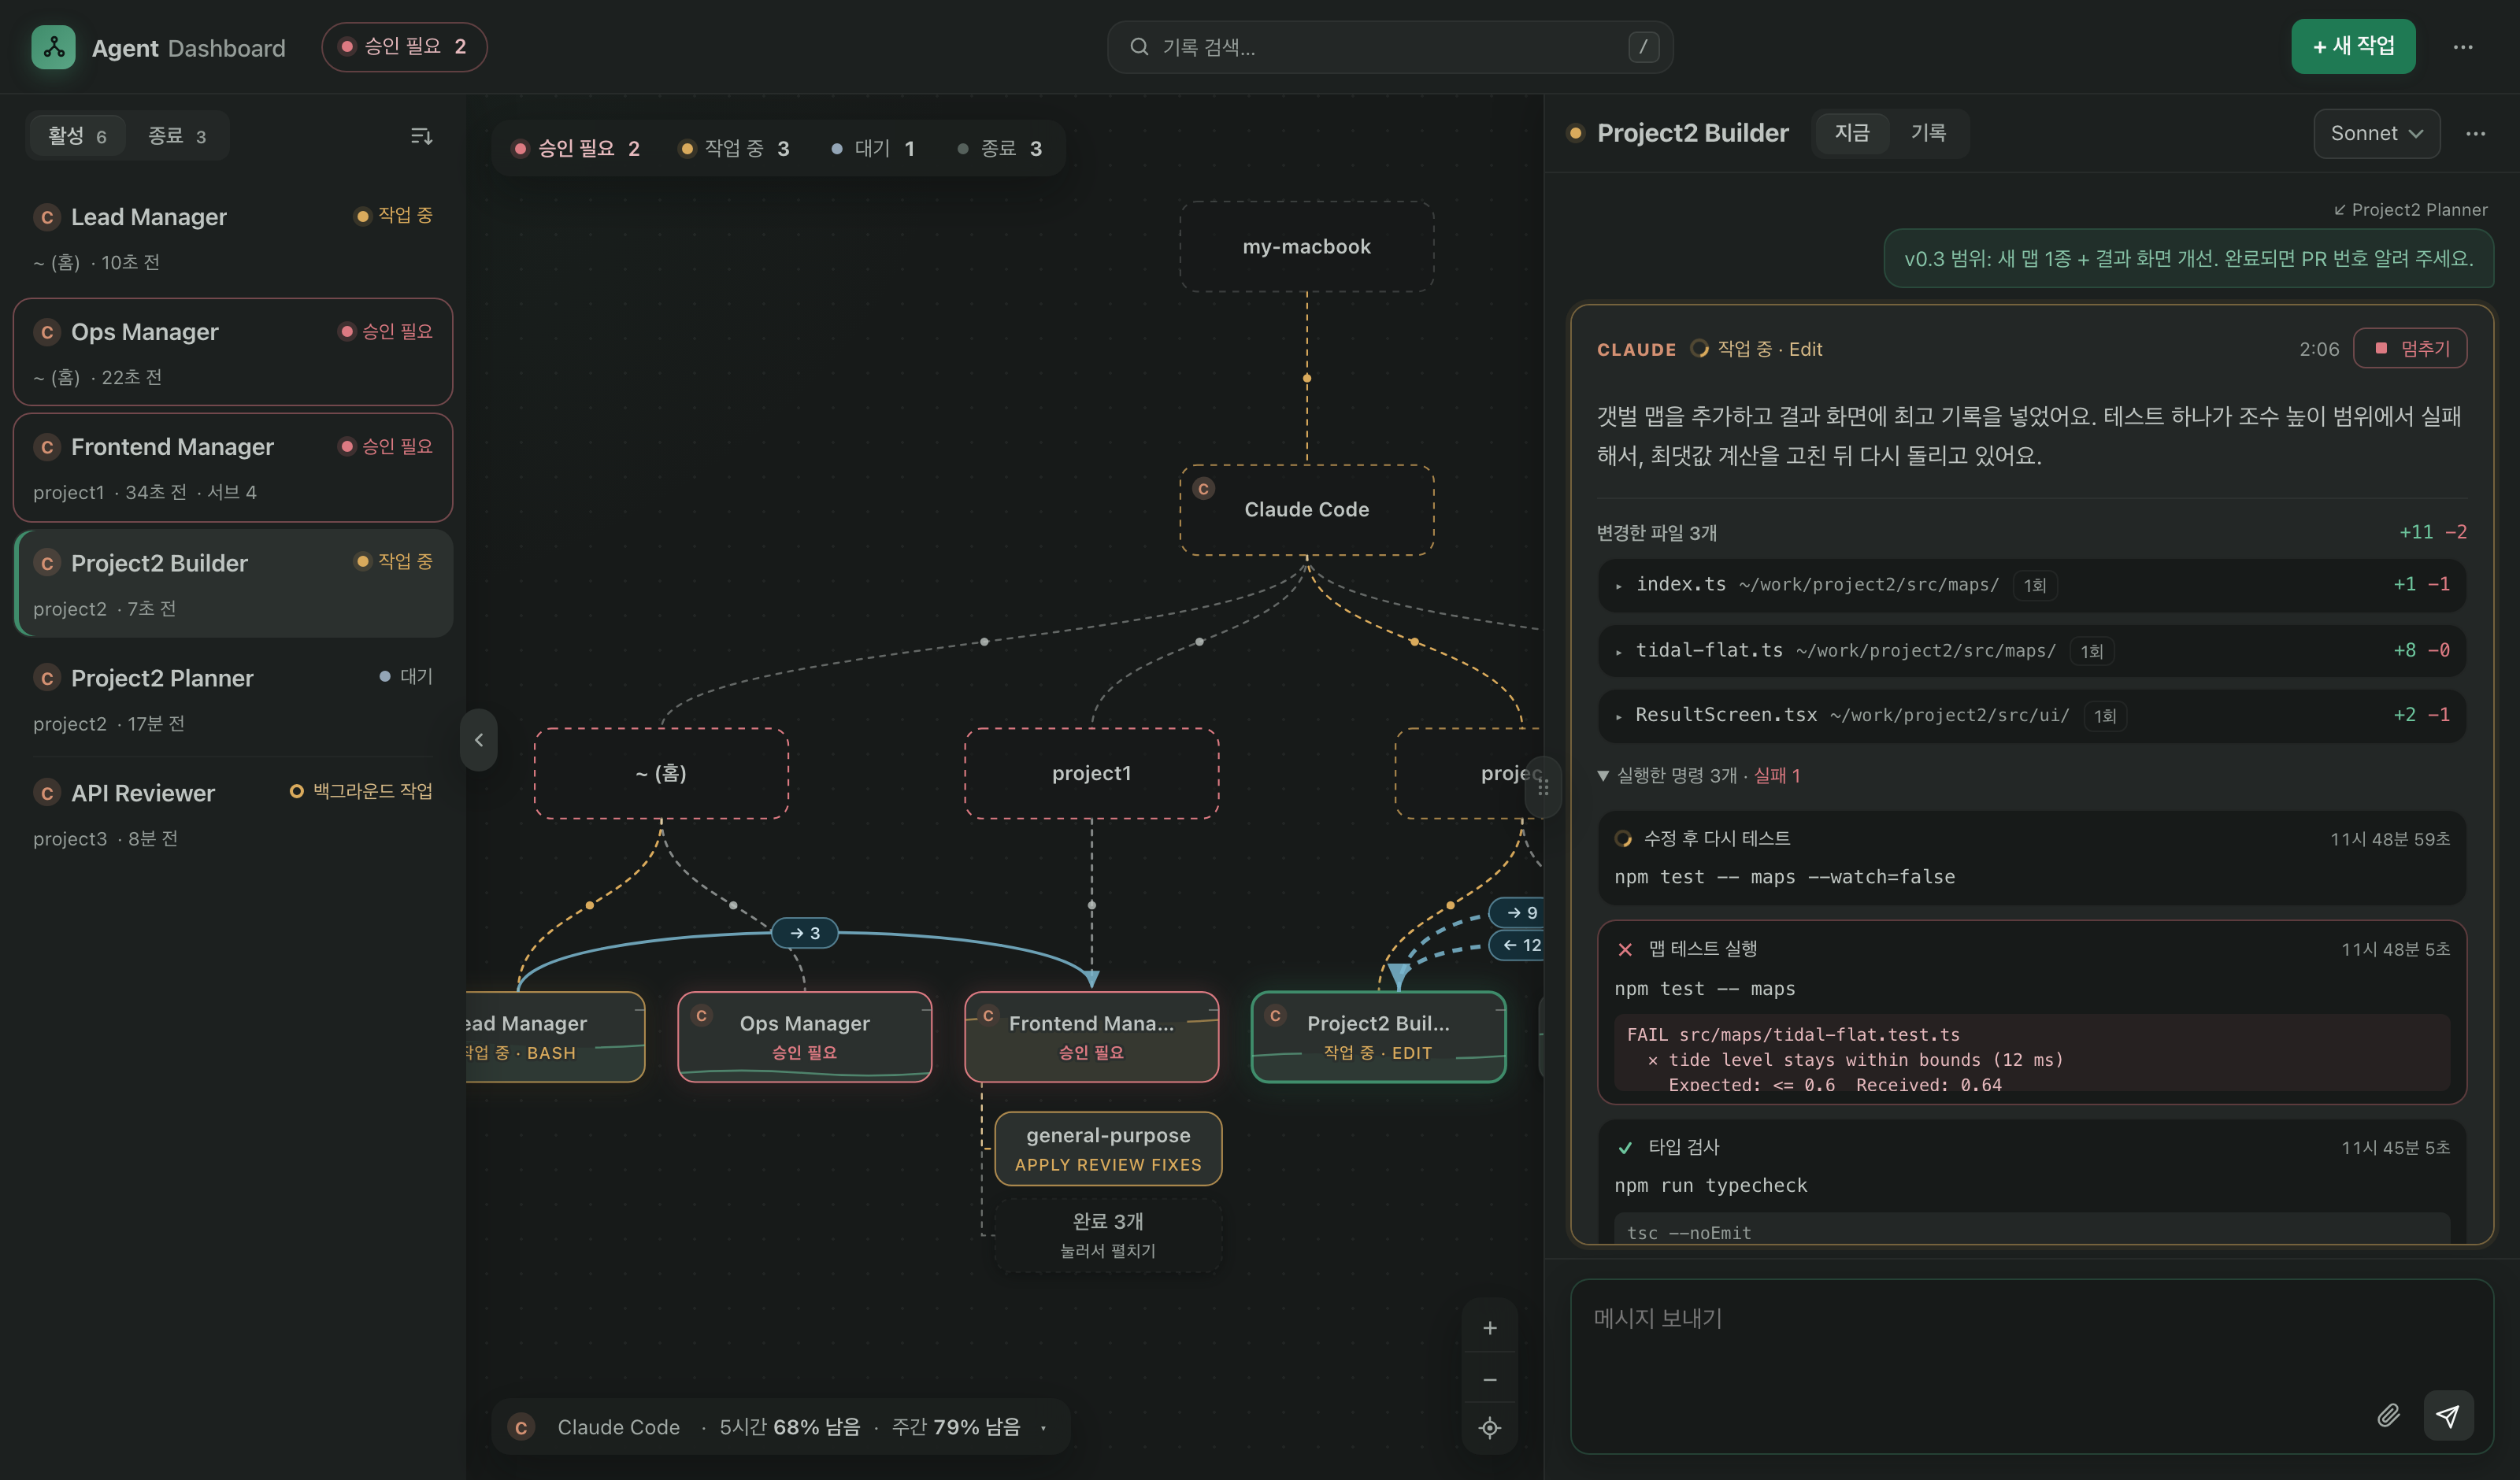 Agent Dashboard
승인 필요 2
기록 검색...
/
+ 새 작업
활성 6
종료 3
C Lead Manager
작업 중
~ (홈) · 10초 전
C Ops Manager
승인 필요
~ (홈) · 22초 전
C Frontend Manager
승인 필요
project1 · 34초 전 · 서브 4
C Project2 Builder
작업 중
project2 · 7초 전
C Project2 Planner
대기
project2 · 17분 전
C API Reviewer
백그라운드 작업
project3 · 8분 전
승인 필요 2
작업 중 3
대기 1
종료 3
my-macbook
C
Claude Code
~ (홈)
project1
projec
→ 3
→ 9
← 12
ead Manager
작업 중 · BASH
C
Ops Manager
승인 필요
C
Frontend Mana...
승인 필요
C
Project2 Buil...
작업 중 · EDIT
general-purpose
APPLY REVIEW FIXES
완료 3개
눌러서 펼치기
+
−
C Claude Code · 5시간 68% 남음 · 주간 79% 남음
Project2 Builder
지금
기록
Sonnet
↙ Project2 Planner
v0.3 범위: 새 맵 1종 + 결과 화면 개선. 완료되면 PR 번호 알려 주세요.
CLAUDE 작업 중 · Edit
2:06
멈추기
갯벌 맵을 추가하고 결과 화면에 최고 기록을 넣었어요. 테스트 하나가 조수 높이 범위에서 실패
해서, 최댓값 계산을 고친 뒤 다시 돌리고 있어요.
변경한 파일 3개
+11 −2
index.ts ~/work/project2/src/maps/ 1회
+1 −1
tidal-flat.ts ~/work/project2/src/maps/ 1회
+8 −0
ResultScreen.tsx ~/work/project2/src/ui/ 1회
+2 −1
▼ 실행한 명령 3개 · 실패 1
수정 후 다시 테스트
11시 48분 59초
npm test -- maps --watch=false
맵 테스트 실행
11시 48분 5초
npm test -- maps
FAIL src/maps/tidal-flat.test.ts
× tide level stays within bounds (12 ms)
Expected: <= 0.6 Received: 0.64
타입 검사
11시 45분 5초
npm run typecheck
tsc --noEmit
메시지 보내기